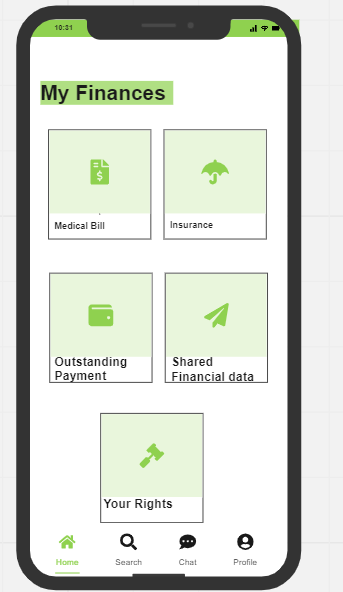 10:31
My Finances
Medical Bill
Insurance
Outstanding
Payment
Shared
Financial data
Your Rights
Home
Search
Chat
Profile